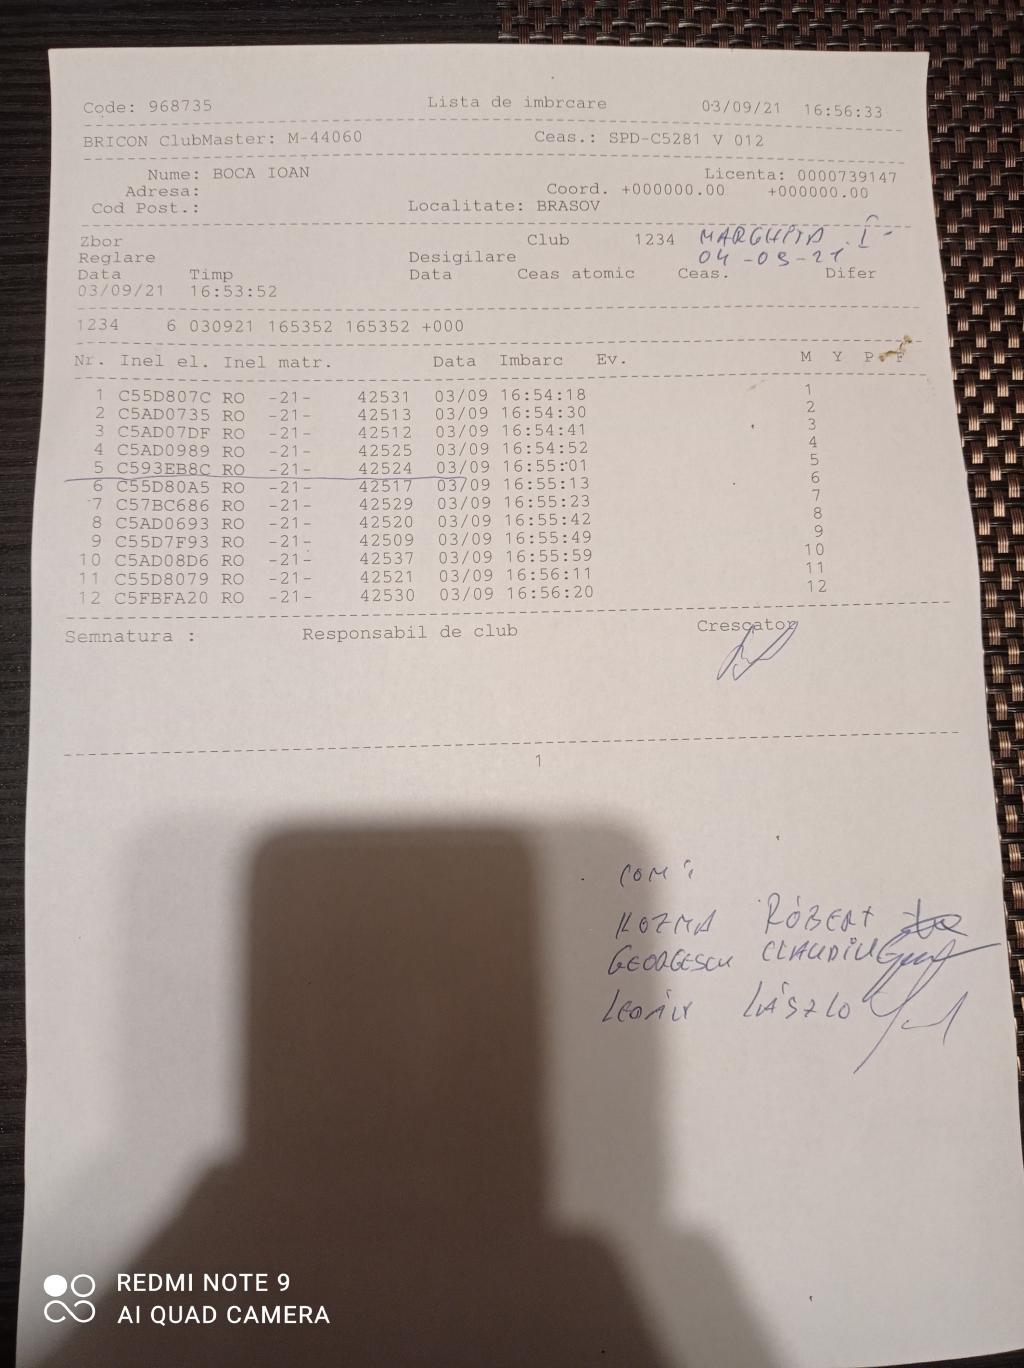 Code: 968735 Lista de imbrcare 03/09/21 16:56:33
BRICON ClubMaster: M-44060 Ceas.: SPD-C5281 V 012
Nume: BOCA IOAN Licenta: 0000739147
Adresa: Coord. +000000.00 +000000.00
Cod Post.: Localitate: BRASOV
Zbor Club 1234 MARGHITA I
Reglare Desigilare 04-09-21
Data Timp Data Ceas atomic Ceas. Difer
03/09/21 16:53:52
1234 6 030921 165352 165352 +000
Nr. Inel el. Inel matr. Data Imbarc Ev. M Y P F
1 C55D807C RO -21- 42531 03/09 16:54:18 1
2 C5AD0735 RO -21- 42513 03/09 16:54:30 2
3 C5AD07DF RO -21- 42512 03/09 16:54:41 3
4 C5AD0989 RO -21- 42525 03/09 16:54:52 4
5 C593EB8C RO -21- 42524 03/09 16:55:01 5
6 C55D80A5 RO -21- 42517 03/09 16:55:13 6
7 C57BC686 RO -21- 42529 03/09 16:55:23 7
8 C5AD0693 RO -21- 42520 03/09 16:55:42 8
9 C55D7F93 RO -21- 42509 03/09 16:55:49 9
10 C5AD08D6 RO -21- 42537 03/09 16:55:59 10
11 C55D8079 RO -21- 42521 03/09 16:56:11 11
12 C5FBFA20 RO -21- 42530 03/09 16:56:20 12
Semnatura : Responsabil de club Crescator
1
COM:
KOZMA RÓBERT
GEORGESCU CLAUDIU
LÁSZLO
REDMI NOTE 9
AI QUAD CAMERA